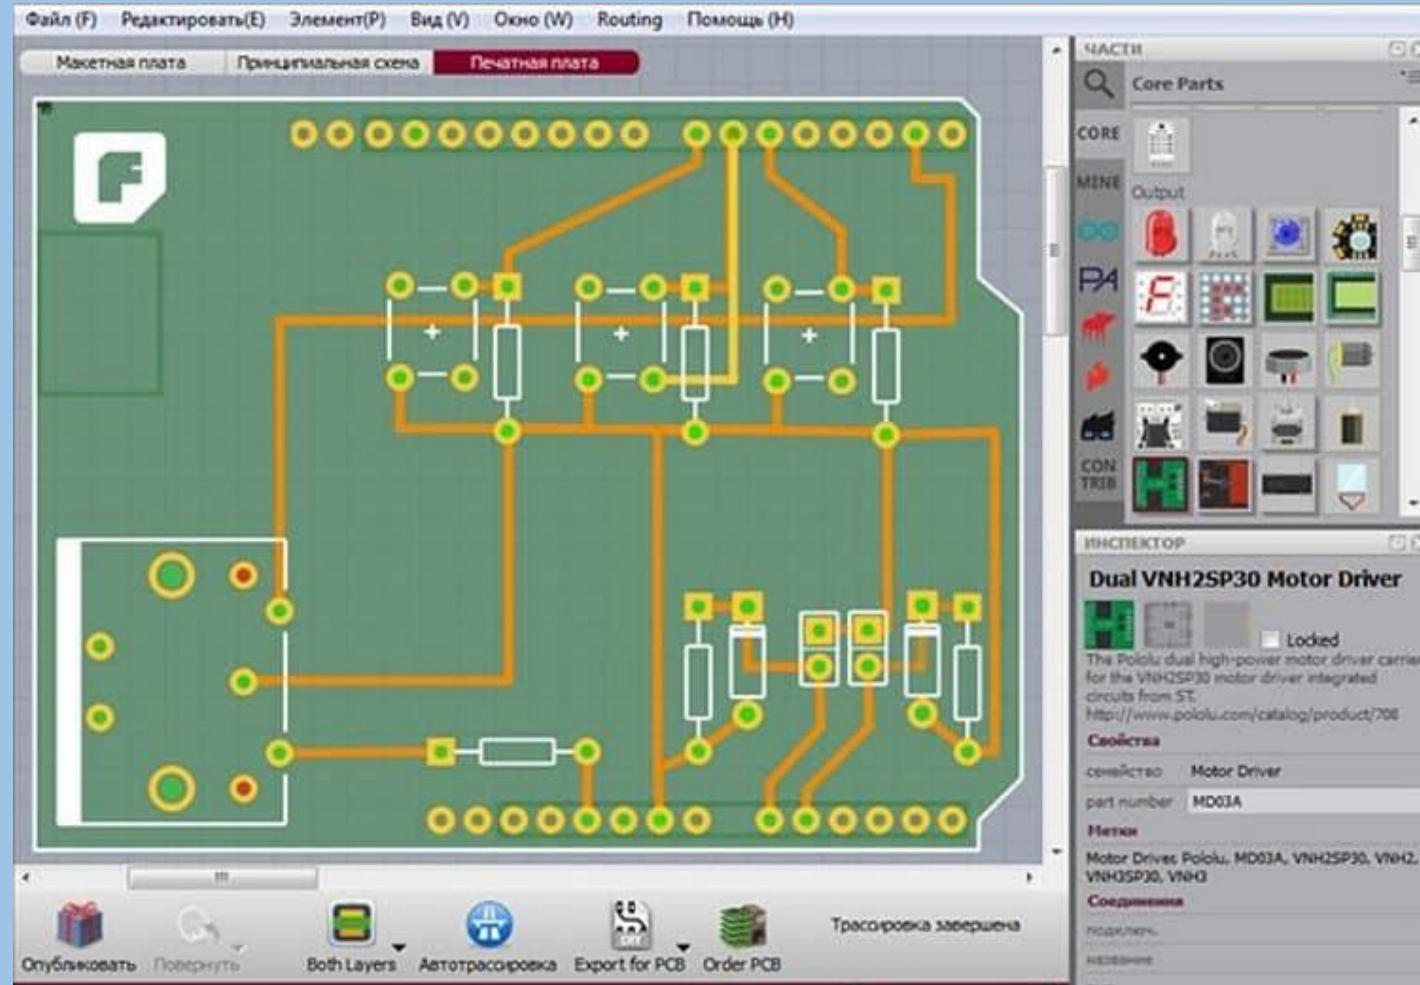 Файл (F) Редактировать(E) Элемент(P) Вид (V) Окно (W) Routing Помощь (H)
Макетная плата Принципиальная схема Печатная плата
ЧАСТИ
Core Parts
CORE
MINE
Output
CON
TRIB
ИНСПЕКТОР
Dual VNH2SP30 Motor Driver
Locked
The Pololu dual high-power motor driver carrier
for the VNH2SP30 motor driver integrated
circuits from ST.
http://www.pololu.com/catalog/product/708
Свойства
семейство Motor Driver
part number MD03A
Метки
Motor Driver, Pololu, MD03A, VNH2SP30, VNH2,
VNH3SP30, VNH3
Соединения
подключ.
название
Опубликовать Повернуть Both Layers Автотрассировка Export for PCB Order PCB
Трассировка завершена